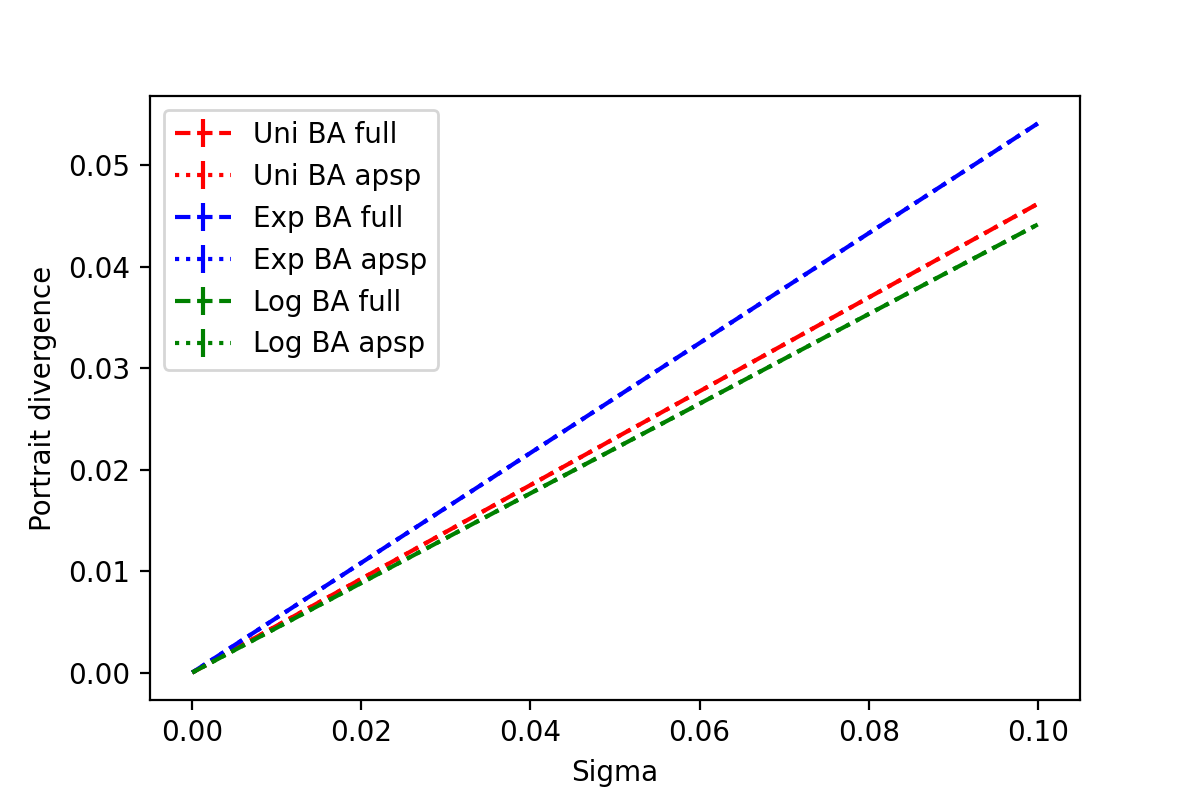 Uni BA full
Uni BA apsp
Exp BA full
Exp BA apsp
Log BA full
Log BA apsp
0.05
0.04
0.03
0.02
0.01
0.00
Portrait divergence
0.00 0.02 0.04 0.06 0.08 0.10
Sigma